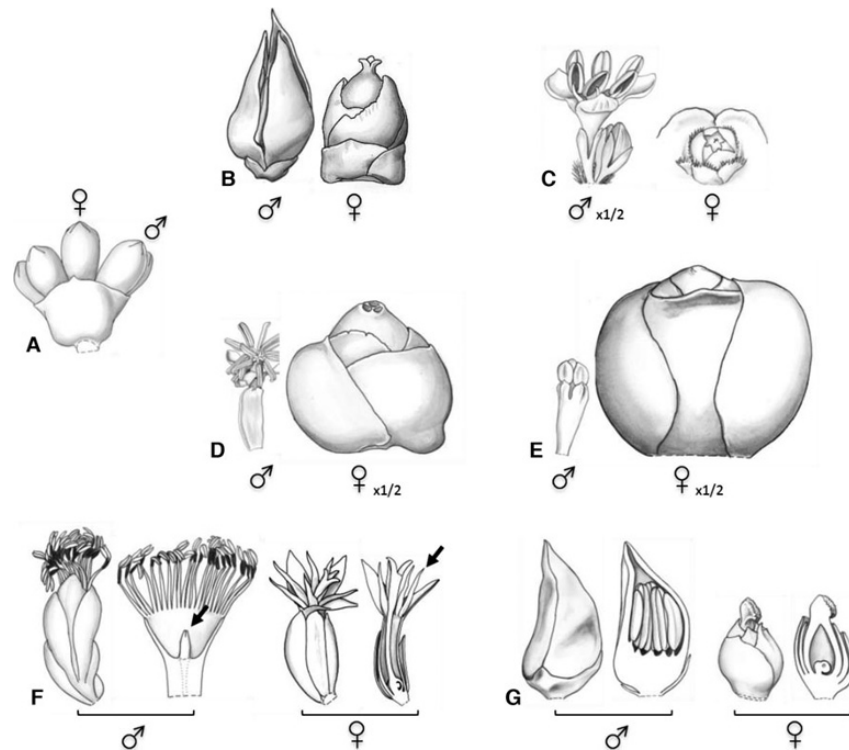 B
♂
♀
C
♂ x1/2
♀
♀
♂
A
D
♂
♀ x1/2
E
♂
♀ x1/2
F
♂
♀
G
♂
♀